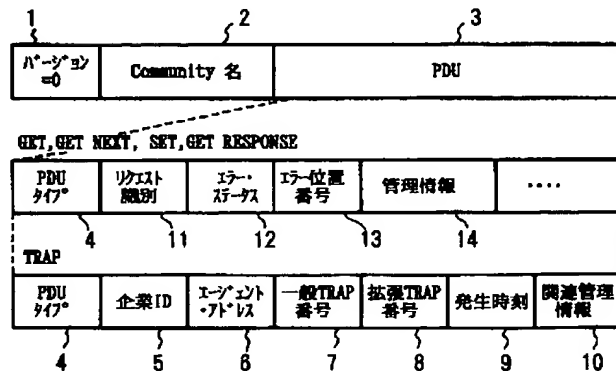 1 2 3
バージョン
=0
Community 名
PDU
GET, GET NEXT, SET, GET RESPONSE
PDU
タイプ
リクエスト
識別
エラー・
ステータス
エラー位置
番号
管理情報
‥‥
4 11 12 13 14
TRAP
PDU
タイプ
企業ID
エージェント
・アドレス
一般TRAP
番号
拡張TRAP
番号
発生時刻
関連管理
情報
4 5 6 7 8 9 10